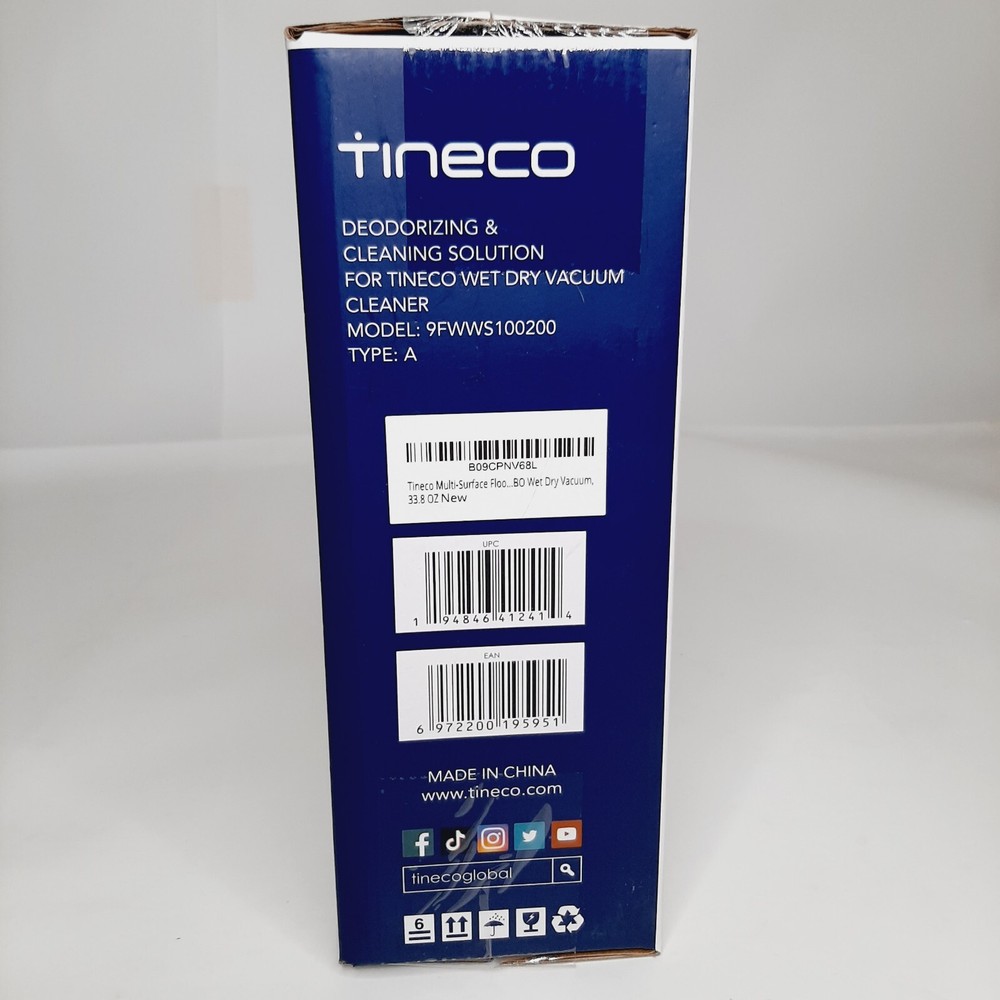 tineco
DEODORIZING &
CLEANING SOLUTION
FOR TINECO WET DRY VACUUM
CLEANER
MODEL: 9FWWS100200
TYPE: A
B09CPNV68L
Tineco Multi-Surface Floo...BO Wet Dry Vacuum,
33.8 OZ New
UPC
1 94846 41241 4
EAN
6 972200 195951
MADE IN CHINA
www.tineco.com
tinecoglobal
6